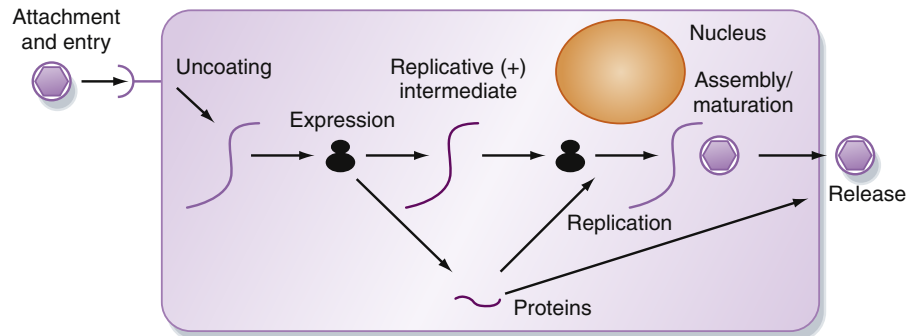 Attachment
and entry
Uncoating
Expression
Replicative (+)
intermediate
Nucleus
Assembly/
maturation
Replication
Release
Proteins